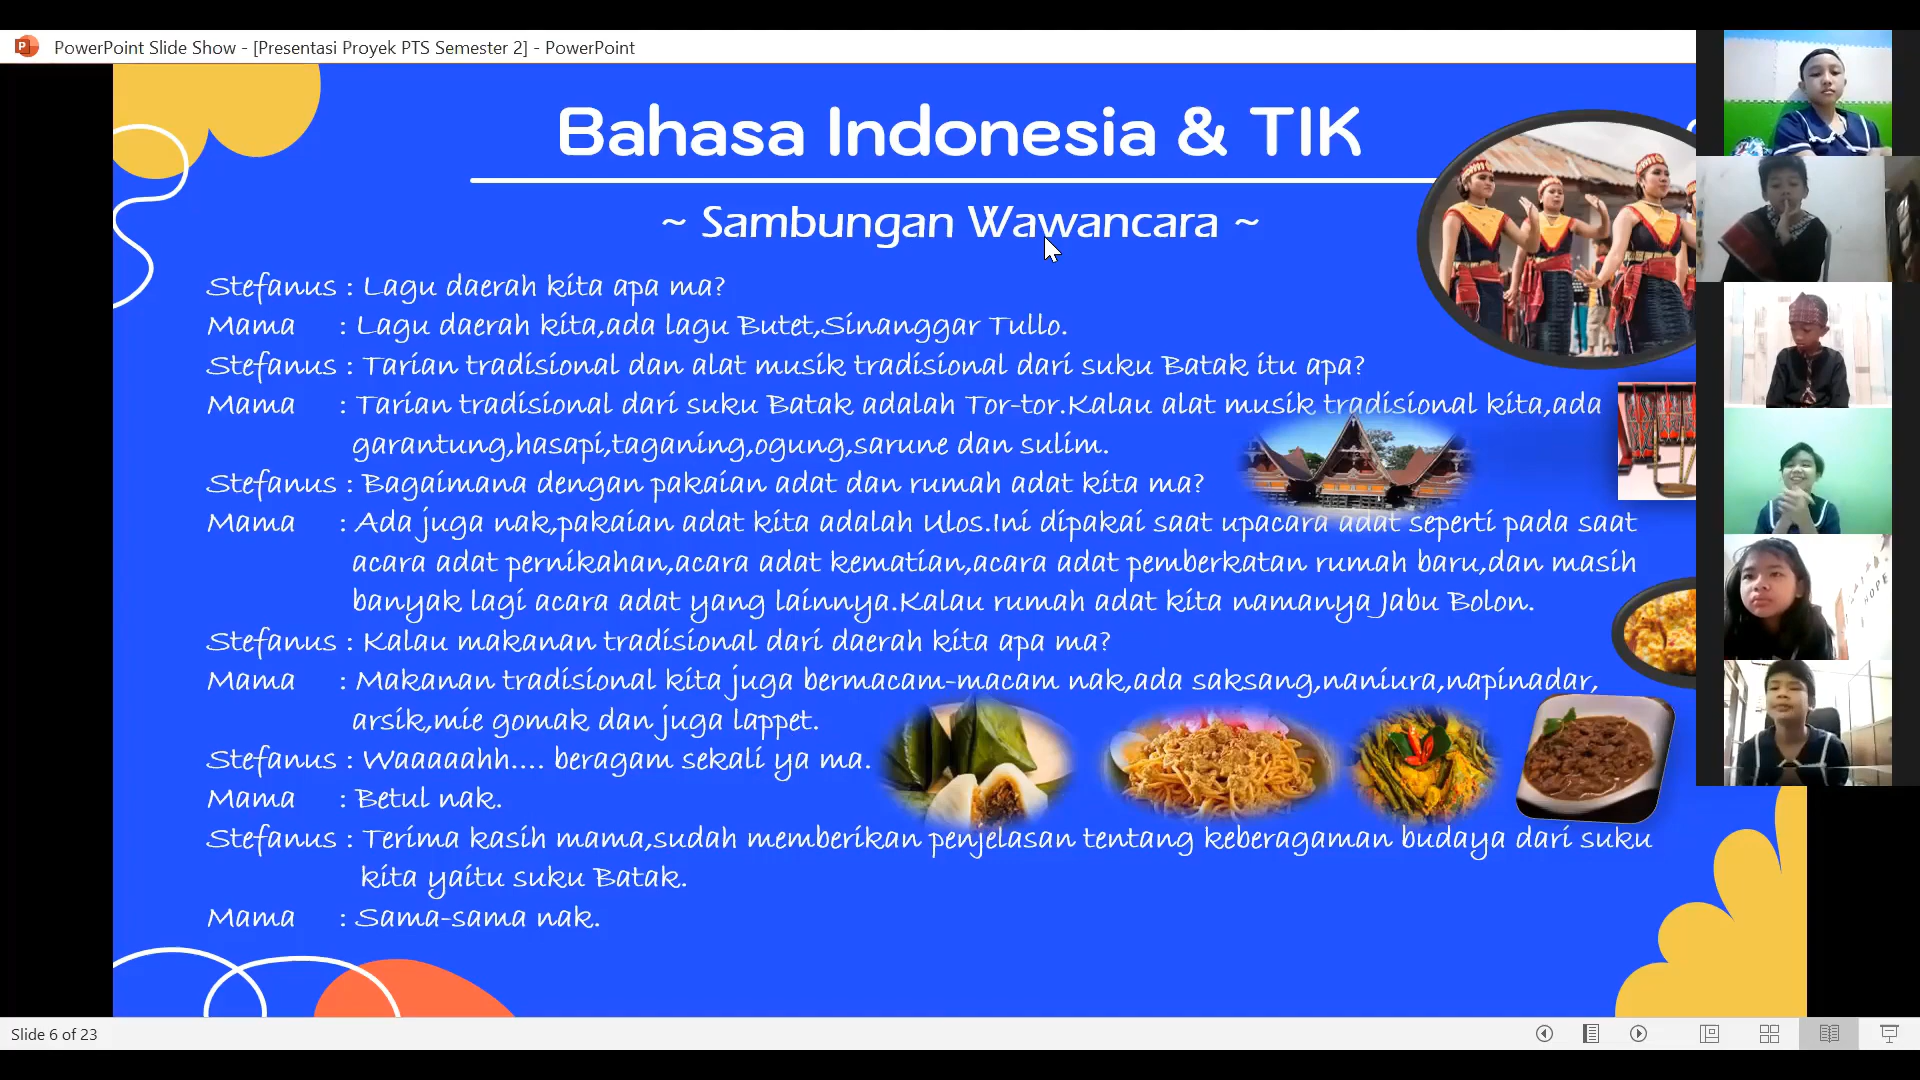 PowerPoint Slide Show - [Presentasi Proyek PTS Semester 2] - PowerPoint
Bahasa Indonesia & TIK
~ Sambungan Wawancara ~
Stefanus : Lagu daerah kita apa ma?
Mama : Lagu daerah kita,ada lagu Butet,Sinanggar Tullo.
Stefanus : Tarian tradisional dan alat musik tradisional dari suku Batak itu apa?
Mama : Tarian tradisional dari suku Batak adalah Tor-tor.Kalau alat musik tradisional kita,ada
garantung,hasapi,taganing,ogung,sarune dan sulim.
Stefanus : Bagaimana dengan pakaian adat dan rumah adat kita ma?
Mama : Ada juga nak,pakaian adat kita adalah Ulos.Ini dipakai saat upacara adat seperti pada saat
acara adat pernikahan,acara adat kematian,acara adat pemberkatan rumah baru,dan masih
banyak lagi acara adat yang lainnya.Kalau rumah adat kita namanya Jabu Bolon.
Stefanus : Kalau makanan tradisional dari daerah kita apa ma?
Mama : Makanan tradisional kita juga bermacam-macam nak,ada saksang,naniura,napinadar,
arsik,mie gomak dan juga lappet.
Stefanus : Waaaaahh.... beragam sekali ya ma.
Mama : Betul nak.
Stefanus : Terima kasih mama,sudah memberikan penjelasan tentang keberagaman budaya dari suku
kita yaitu suku Batak.
Mama : Sama-sama nak.
HOPE
Slide 6 of 23